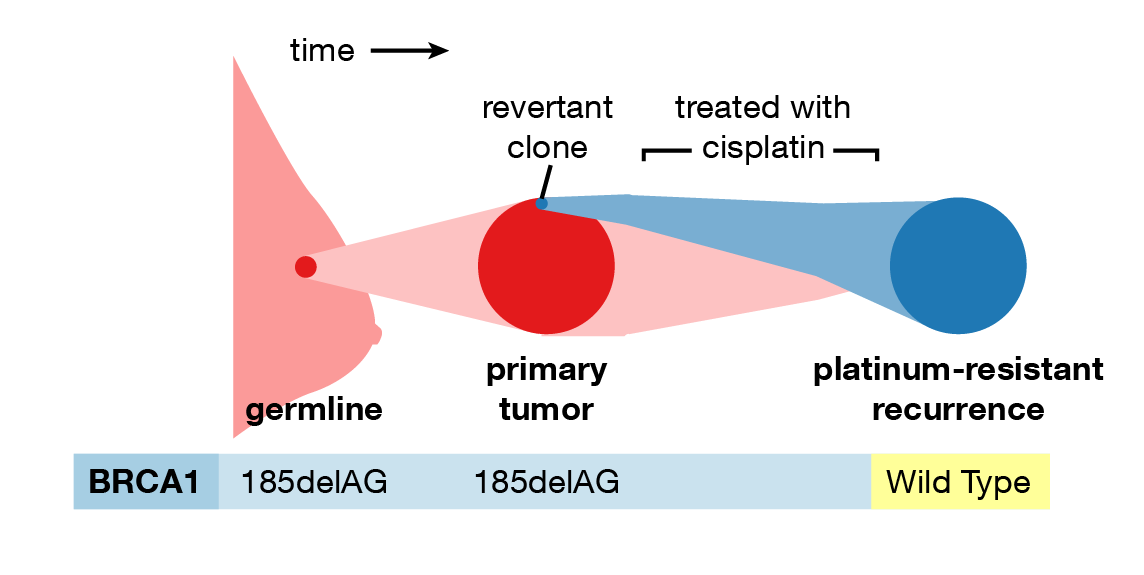 time
revertant
clone
treated with
cisplatin
germline
primary
tumor
platinum-resistant
recurrence
BRCA1 185delAG 185delAG Wild Type